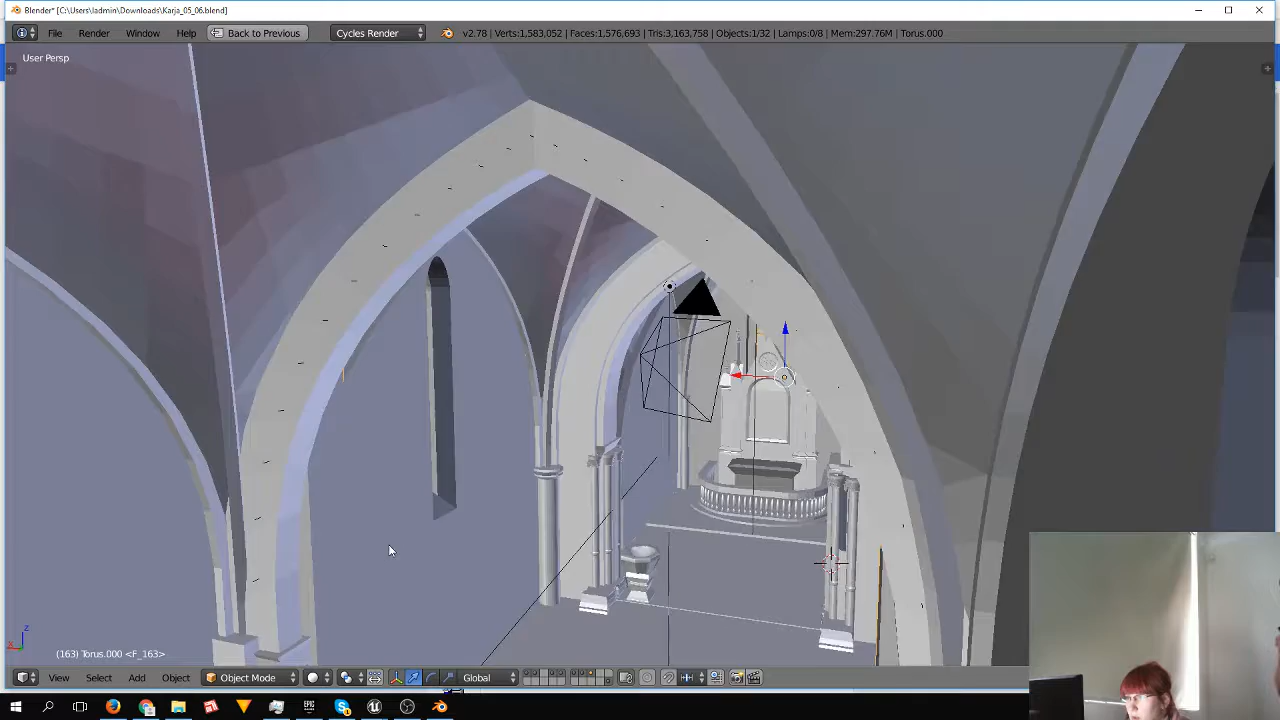 Blender* [C:\Users\ladmin\Downloads\Karja_05_06.blend]
File Render Window Help Back to Previous Cycles Render v2.78 | Verts:1,583,052 | Faces:1,576,693 | Tris:3,163,758 | Objects:1/32 | Lamps:0/8 | Mem:297.76M | Torus.000
User Persp
(163) Torus.000 <F_163>
View Select Add Object Object Mode Global